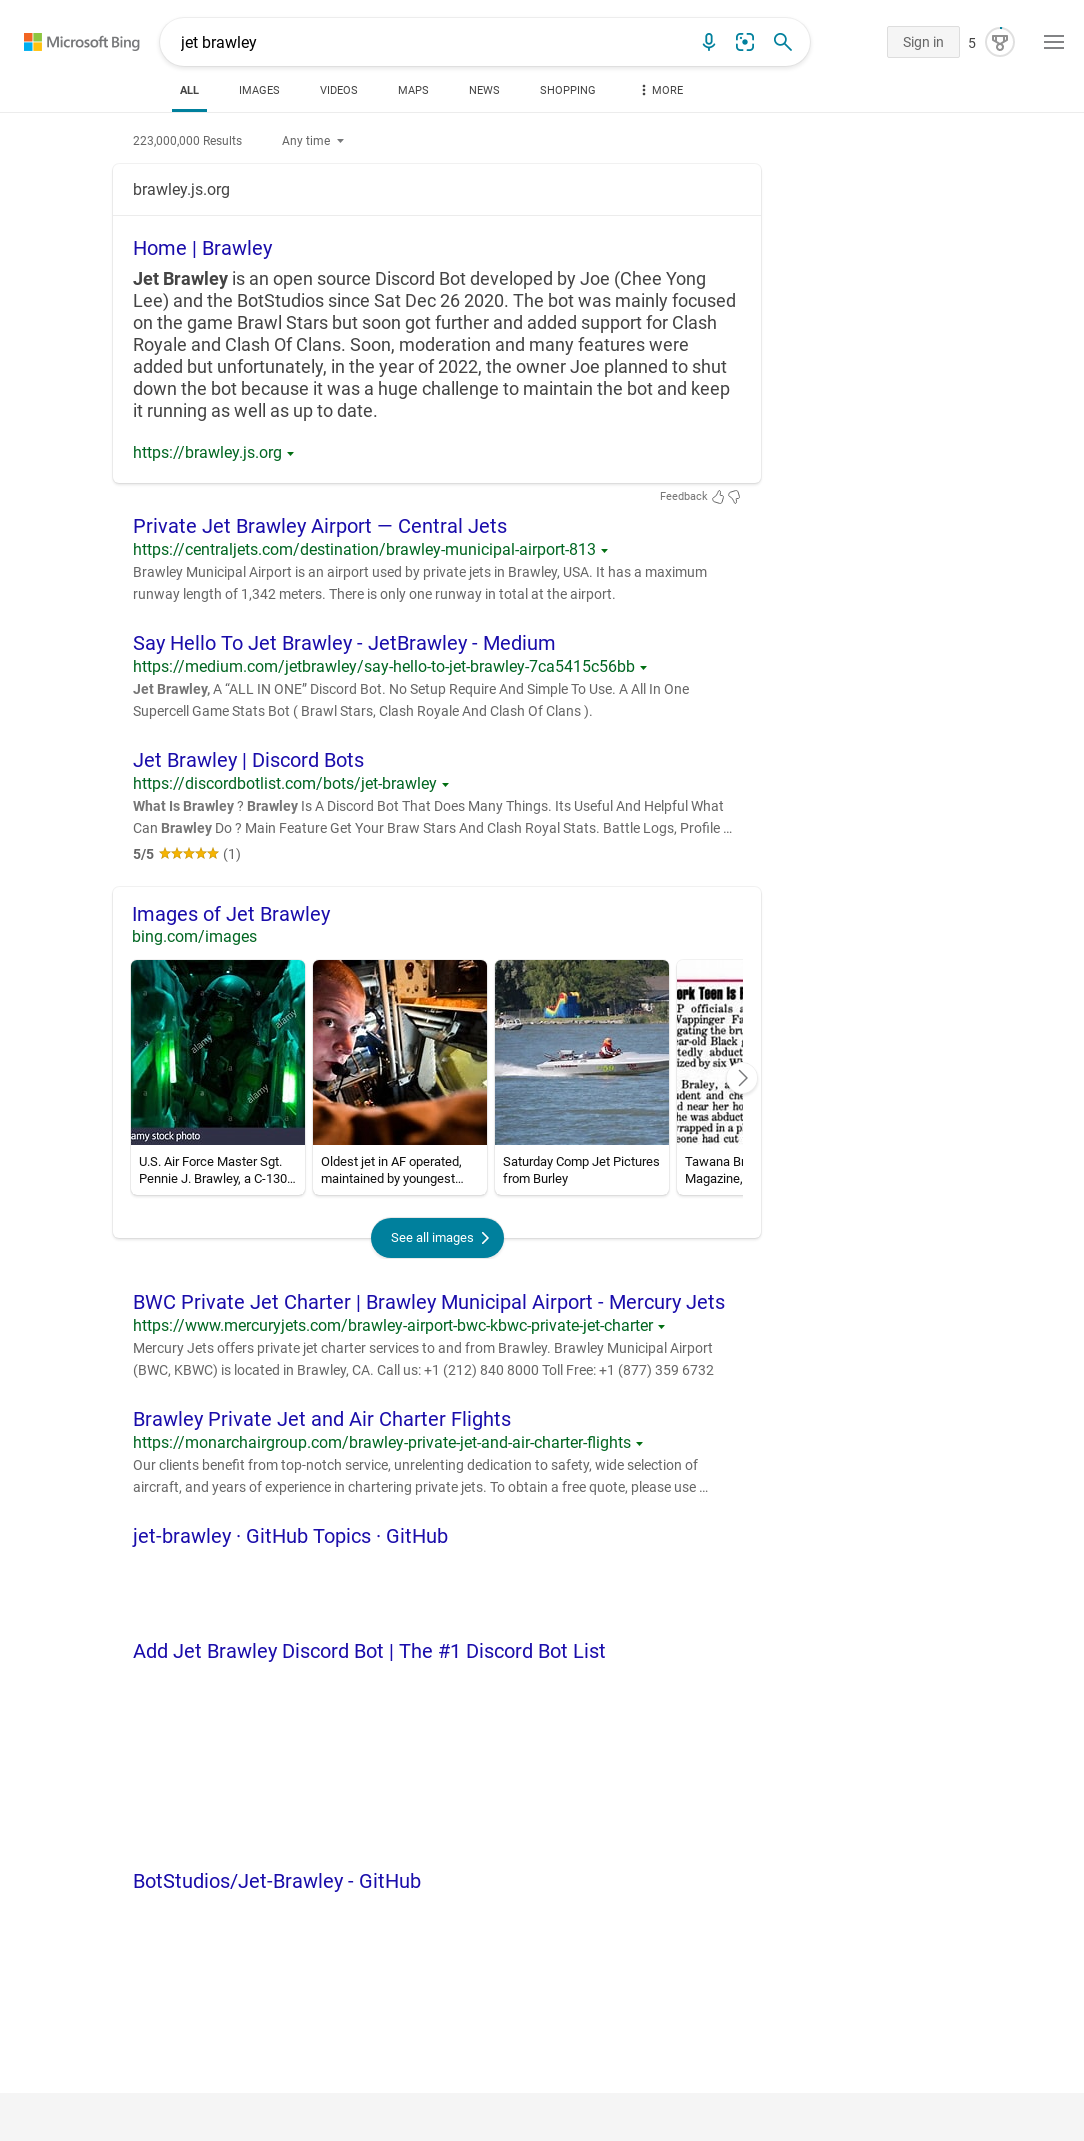 Microsoft Bing
jet brawley
Sign in
5
ALL
IMAGES
VIDEOS
MAPS
NEWS
SHOPPING
MORE
223,000,000 Results
Any time
brawley.js.org
Home | Brawley
Jet Brawley is an open source Discord Bot developed by Joe (Chee Yong
Lee) and the BotStudios since Sat Dec 26 2020. The bot was mainly focused
on the game Brawl Stars but soon got further and added support for Clash
Royale and Clash Of Clans. Soon, moderation and many features were
added but unfortunately, in the year of 2022, the owner Joe planned to shut
down the bot because it was a huge challenge to maintain the bot and keep
it running as well as up to date.
https://brawley.js.org
Feedback
Private Jet Brawley Airport — Central Jets
https://centraljets.com/destination/brawley-municipal-airport-813
Brawley Municipal Airport is an airport used by private jets in Brawley, USA. It has a maximum
runway length of 1,342 meters. There is only one runway in total at the airport.
Say Hello To Jet Brawley - JetBrawley - Medium
https://medium.com/jetbrawley/say-hello-to-jet-brawley-7ca5415c56bb
Jet Brawley, A “ALL IN ONE” Discord Bot. No Setup Require And Simple To Use. A All In One
Supercell Game Stats Bot ( Brawl Stars, Clash Royale And Clash Of Clans ).
Jet Brawley | Discord Bots
https://discordbotlist.com/bots/jet-brawley
What Is Brawley ? Brawley Is A Discord Bot That Does Many Things. Its Useful And Helpful What
Can Brawley Do ? Main Feature Get Your Braw Stars And Clash Royal Stats. Battle Logs, Profile …
5/5 (1)
Images of Jet Brawley
bing.com/images
alamy
alamy
alamy
amy stock photo
ork Teen Is
P officials
Wappinger Fa
gating the bru
ear-old Black
tedly abduct
ized by six W
Braley, a
udent and che
d near her ho
he was abduct
wrapped in a p
eone had cut
U.S. Air Force Master Sgt.
Pennie J. Brawley, a C-130…
Oldest jet in AF operated,
maintained by youngest…
Saturday Comp Jet Pictures
from Burley
Tawana Br
Magazine,
See all images
BWC Private Jet Charter | Brawley Municipal Airport - Mercury Jets
https://www.mercuryjets.com/brawley-airport-bwc-kbwc-private-jet-charter
Mercury Jets offers private jet charter services to and from Brawley. Brawley Municipal Airport
(BWC, KBWC) is located in Brawley, CA. Call us: +1 (212) 840 8000 Toll Free: +1 (877) 359 6732
Brawley Private Jet and Air Charter Flights
https://monarchairgroup.com/brawley-private-jet-and-air-charter-flights
Our clients benefit from top-notch service, unrelenting dedication to safety, wide selection of
aircraft, and years of experience in chartering private jets. To obtain a free quote, please use …
jet-brawley · GitHub Topics · GitHub
Add Jet Brawley Discord Bot | The #1 Discord Bot List
BotStudios/Jet-Brawley - GitHub